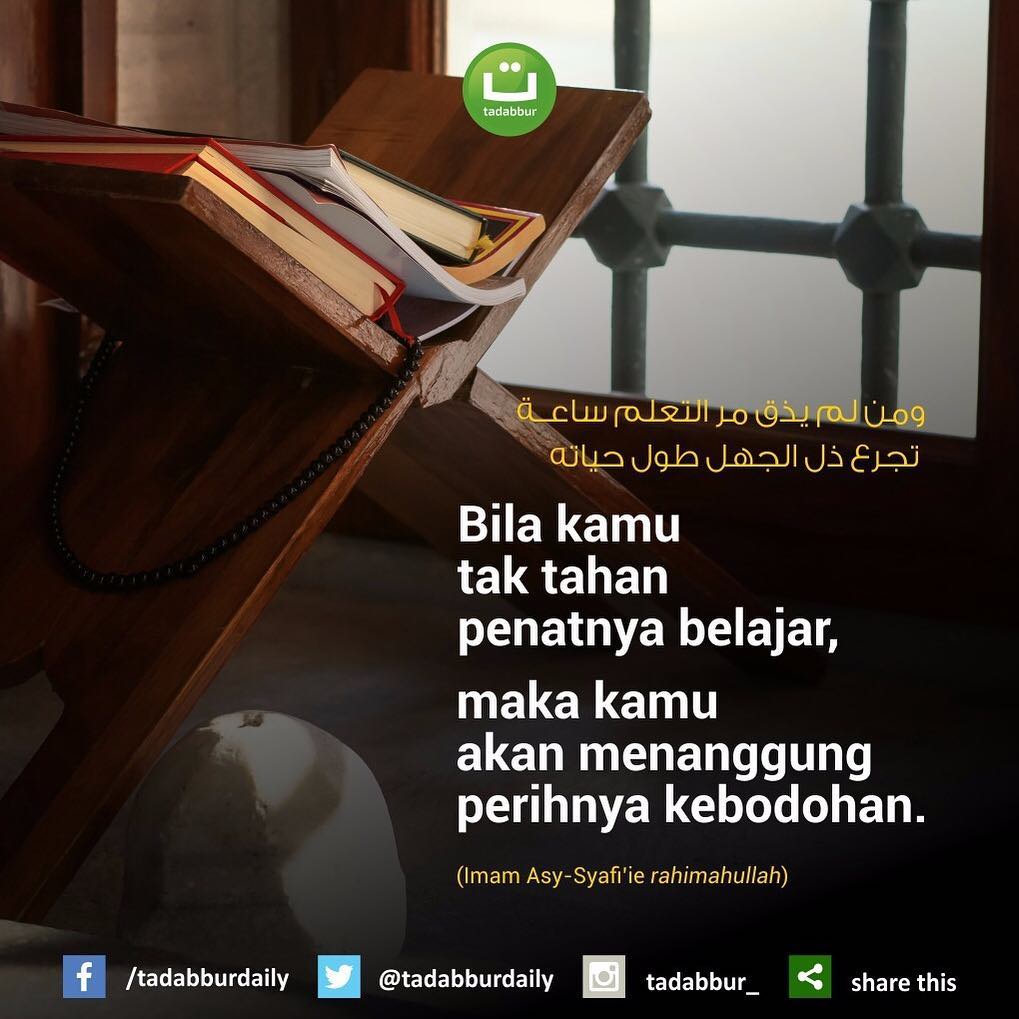 tadabbur
ومن لم يذق مر التعلم ساعـة
تجرع ذل الجهل طول حياته
Bila kamu
tak tahan
penatnya belajar,
maka kamu
akan menanggung
perihnya kebodohan.
(Imam Asy-Syafi'ie rahimahullah)
/tadabburdaily
@tadabburdaily
tadabbur_
share this